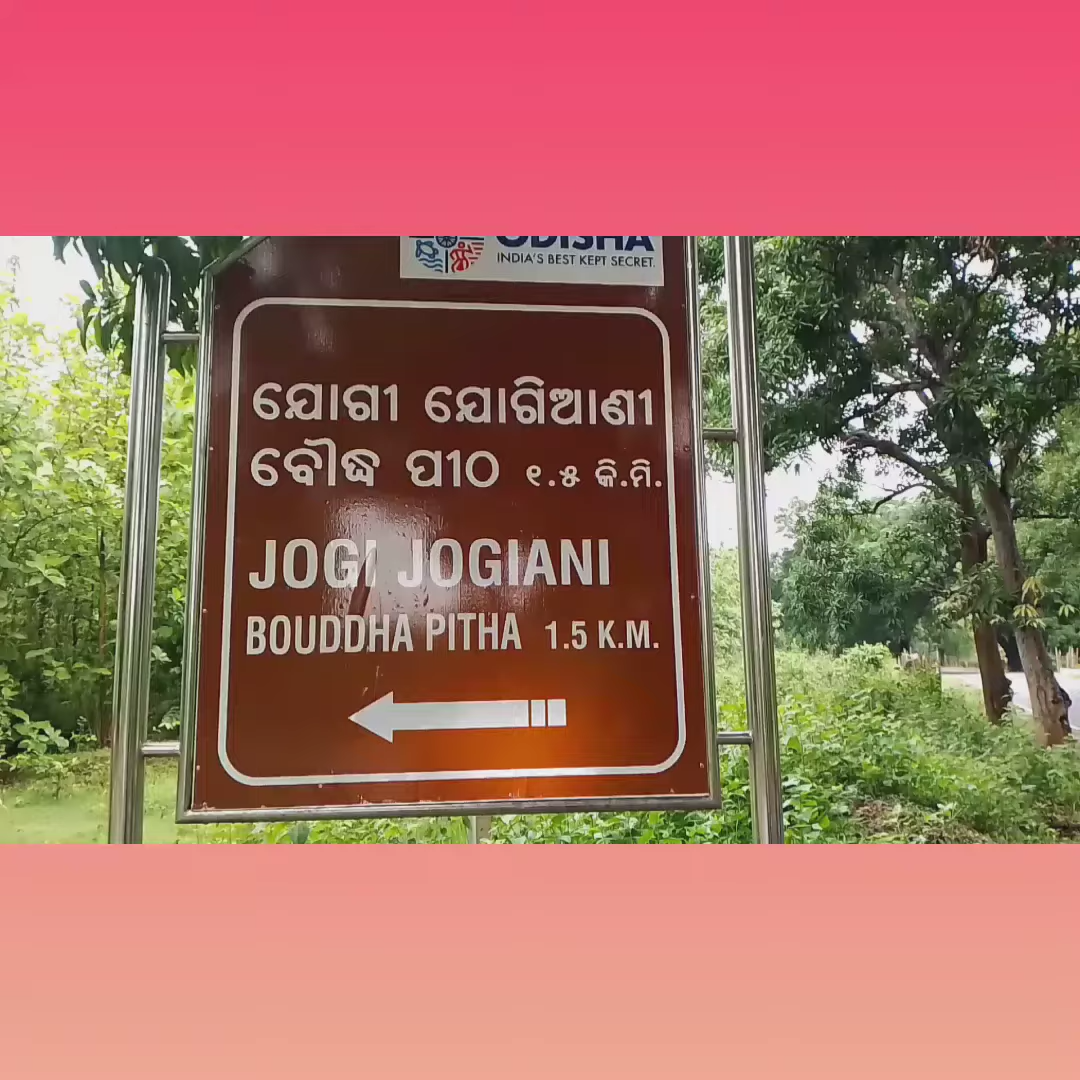 ODISHA
INDIA'S BEST KEPT SECRET.
ଯୋଗୀ ଯୋଗିଆଣୀ
ବୌଦ୍ଧ ପୀଠ ୧.୫ କି.ମି.
JOGI JOGIANI
BOUDDHA PITHA 1.5 K.M.